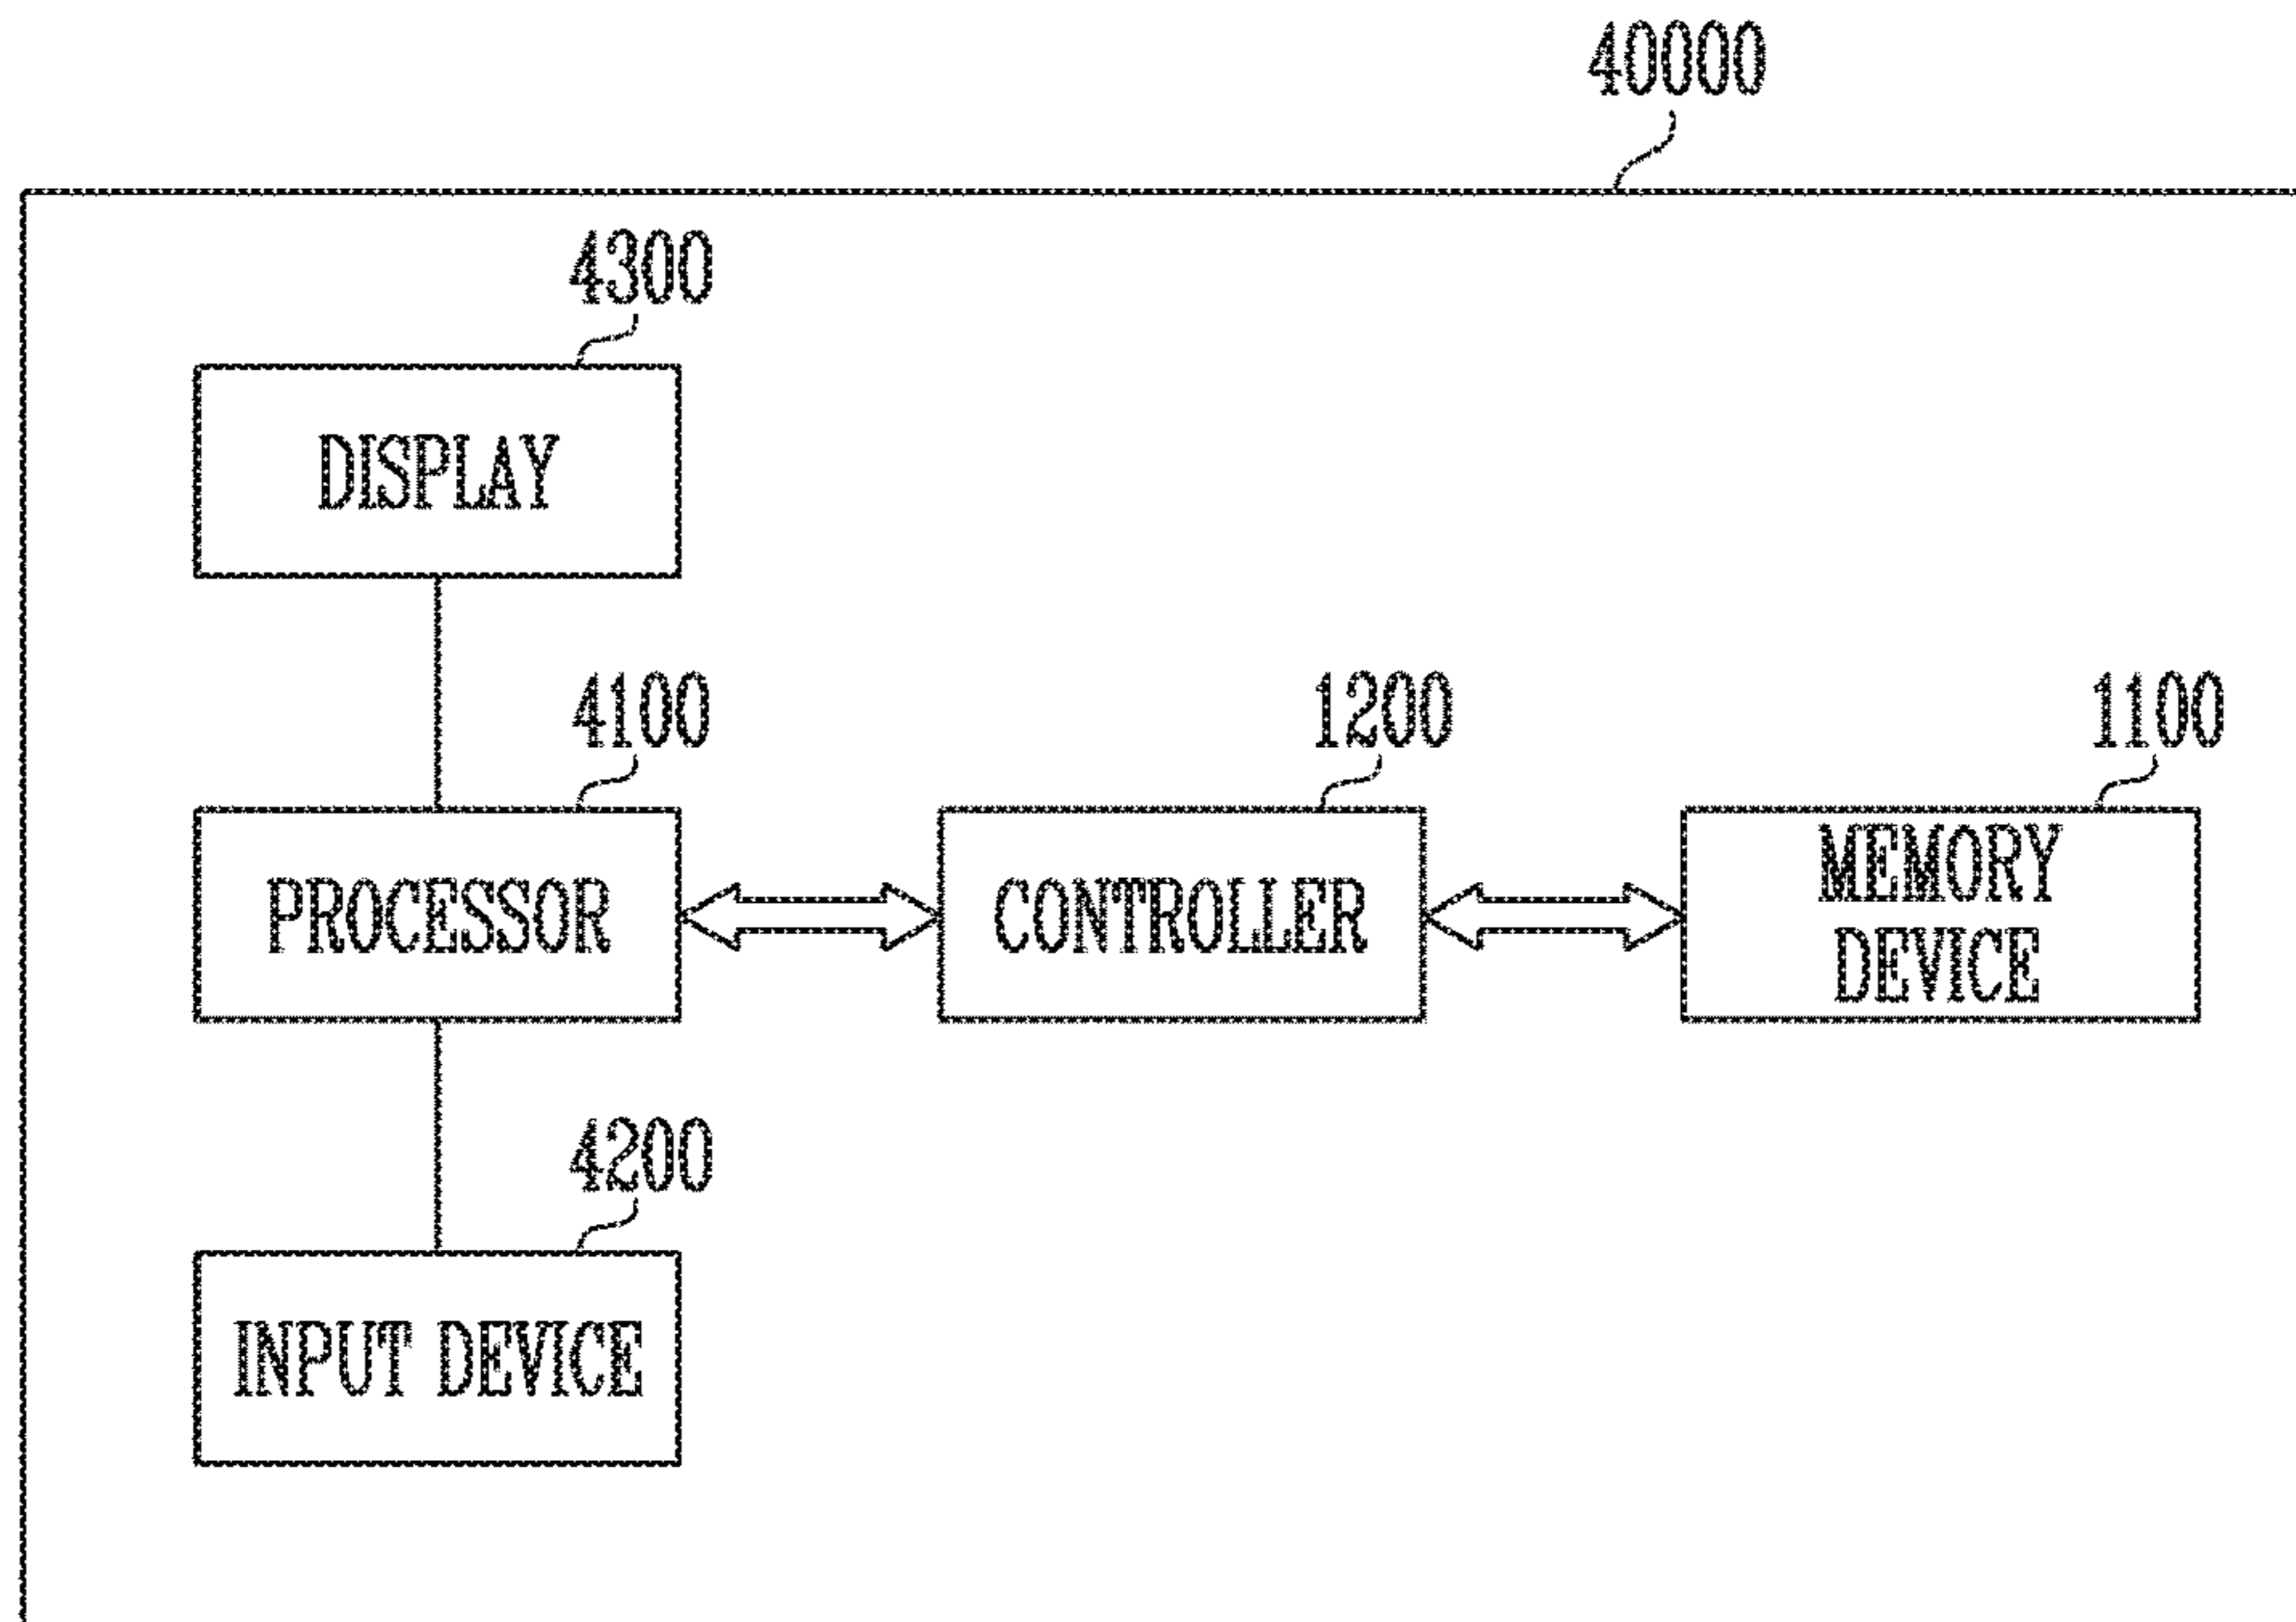 40000
4300
DISPLAY
4100
PROCESSOR
1200
CONTROLLER
1100
MEMORY
DEVICE
4200
INPUT DEVICE